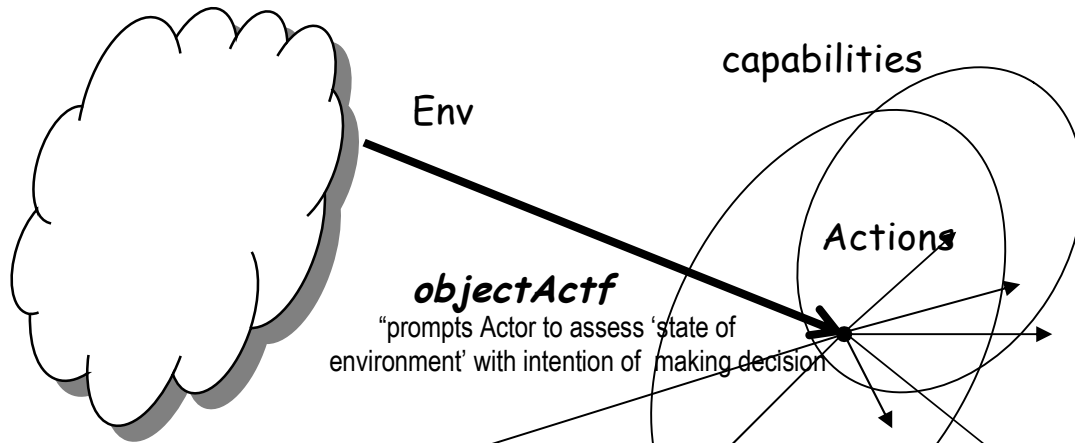 capabilities
Env
Actions
objectActf
“prompts Actor to assess ‘state of
environment’ with intention of making decision